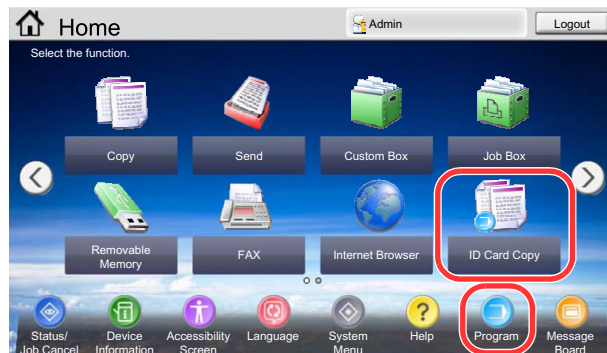 Home
Admin
Logout
Select the function.
Copy
Send
Custom Box
Job Box
Removable
Memory
FAX
Internet Browser
ID Card Copy
Status/
Job Cancel
Device
Information
Accessibility
Screen
Language
System
Menu
Help
Program
Message
Board